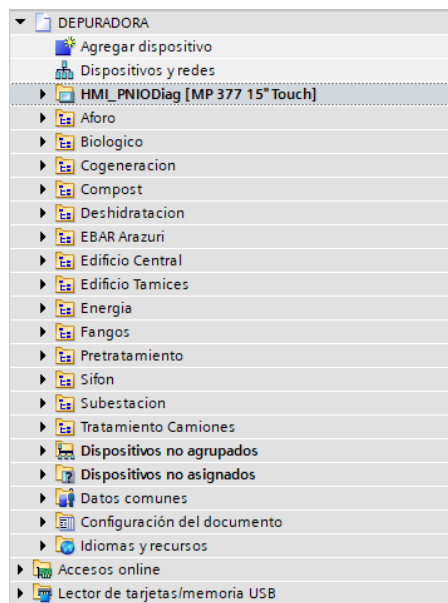 DEPURADORA
Agregar dispositivo
Dispositivos y redes
HMI_PNIODiag [MP 377 15" Touch]
Aforo
Biologico
Cogeneracion
Compost
Deshidratacion
EBAR Arazuri
Edificio Central
Edificio Tamices
Energia
Fangos
Pretratamiento
Sifon
Subestacion
Tratamiento Camiones
Dispositivos no agrupados
Dispositivos no asignados
Datos comunes
Configuración del documento
Idiomas y recursos
Accesos online
Lector de tarjetas/memoria USB